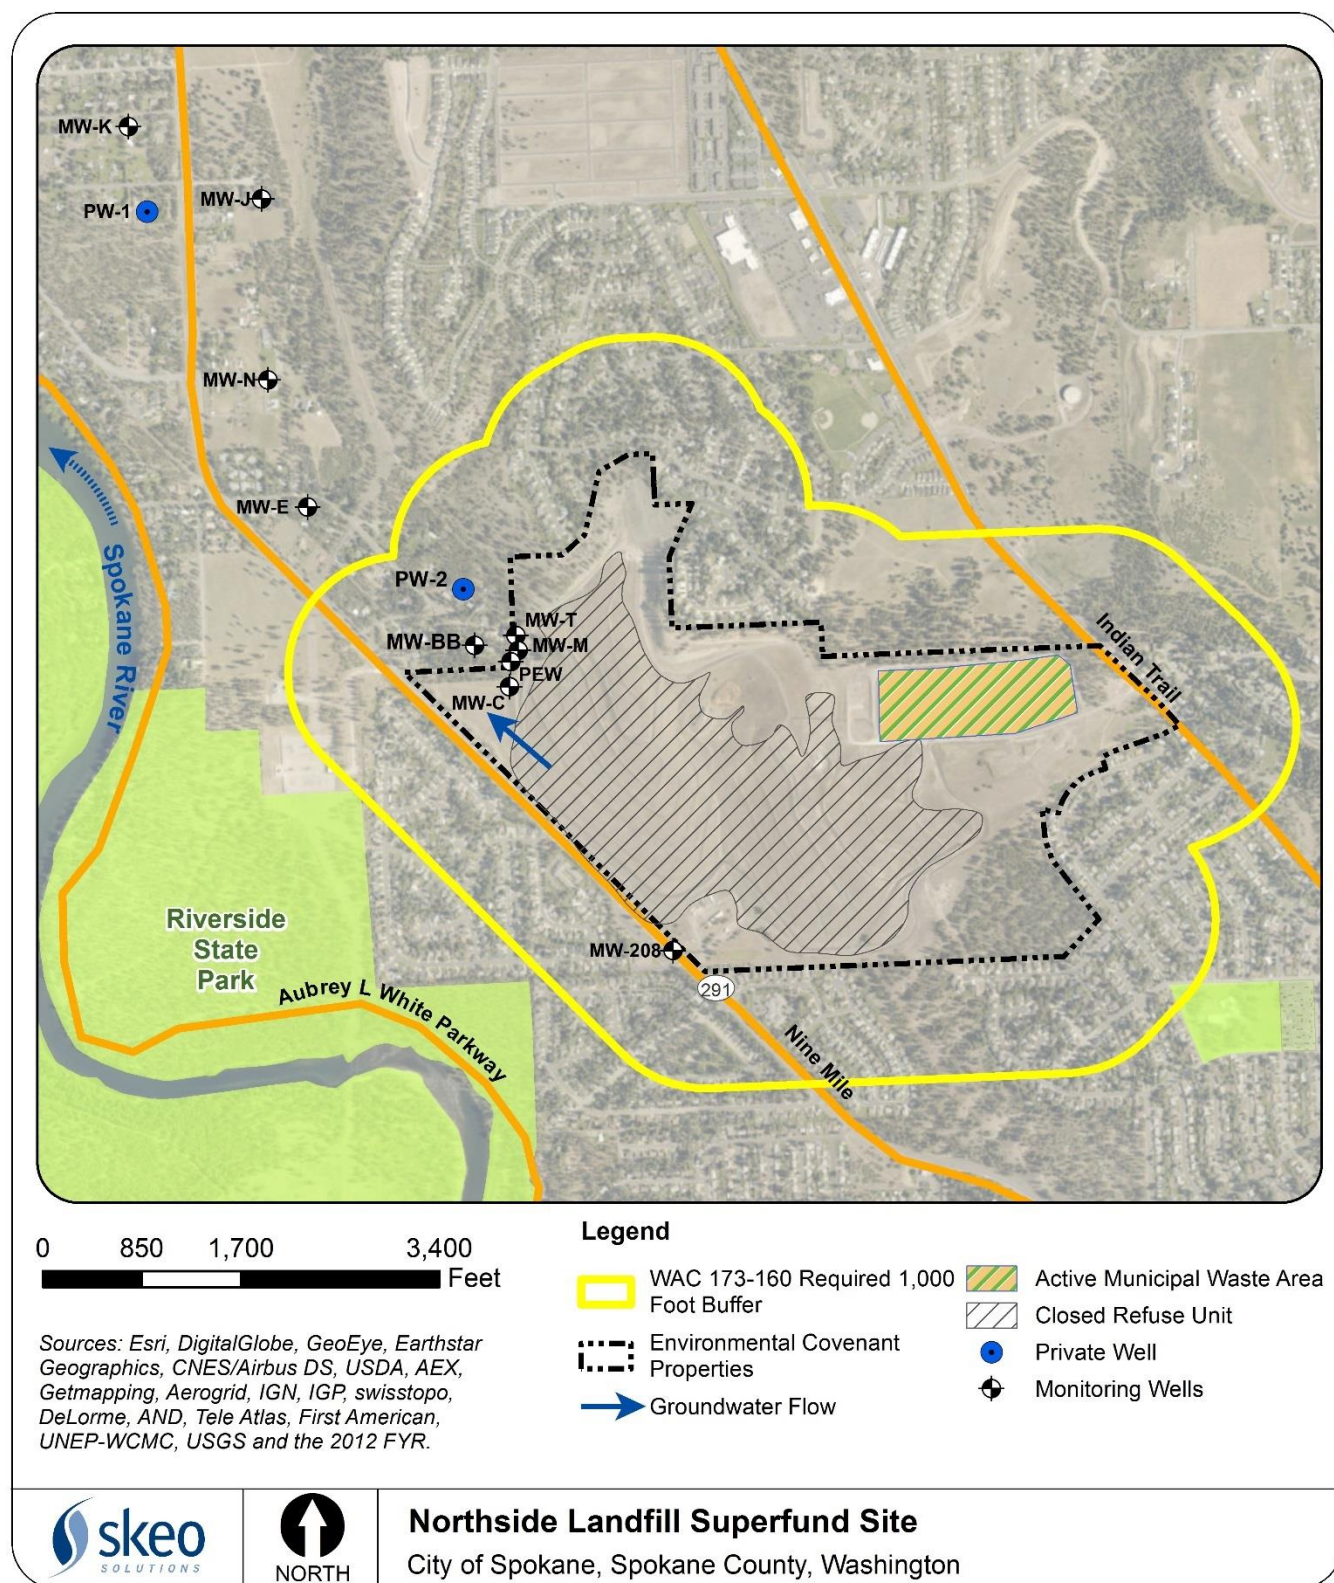 MW-K
MW-J
PW-1
MW-N
MW-E
PW-2
MW-T
MW-BB
MW-M
PEW
MW-C
Spokane River
Indian Trail
Riverside
State
Park
MW-208
291
Aubrey L White Parkway
Nine Mile
0 850 1,700 3,400
Feet
Sources: Esri, DigitalGlobe, GeoEye, Earthstar
Geographics, CNES/Airbus DS, USDA, AEX,
Getmapping, Aerogrid, IGN, IGP, swisstopo,
DeLorme, AND, Tele Atlas, First American,
UNEP-WCMC, USGS and the 2012 FYR.
Legend
WAC 173-160 Required 1,000
Foot Buffer
Environmental Covenant
Properties
Groundwater Flow
Active Municipal Waste Area
Closed Refuse Unit
Private Well
Monitoring Wells
skeo
SOLUTIONS
NORTH
Northside Landfill Superfund Site
City of Spokane, Spokane County, Washington